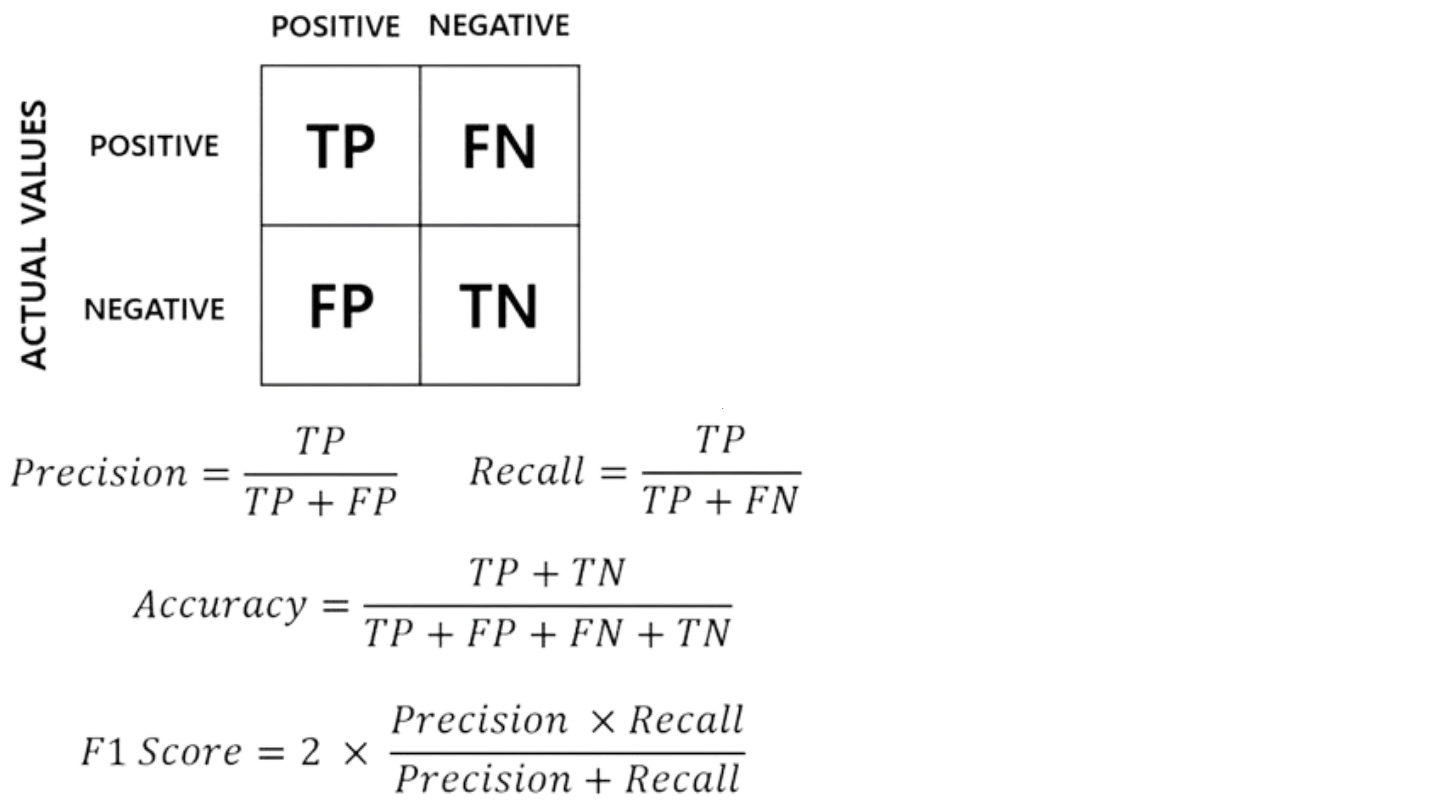 POSITIVE NEGATIVE
ACTUAL VALUES
POSITIVE TP FN
NEGATIVE FP TN
Precision = TP / TP + FP Recall = TP / TP + FN
Accuracy = TP + TN / TP + FP + FN + TN
F1 Score = 2 × Precision × Recall / Precision + Recall